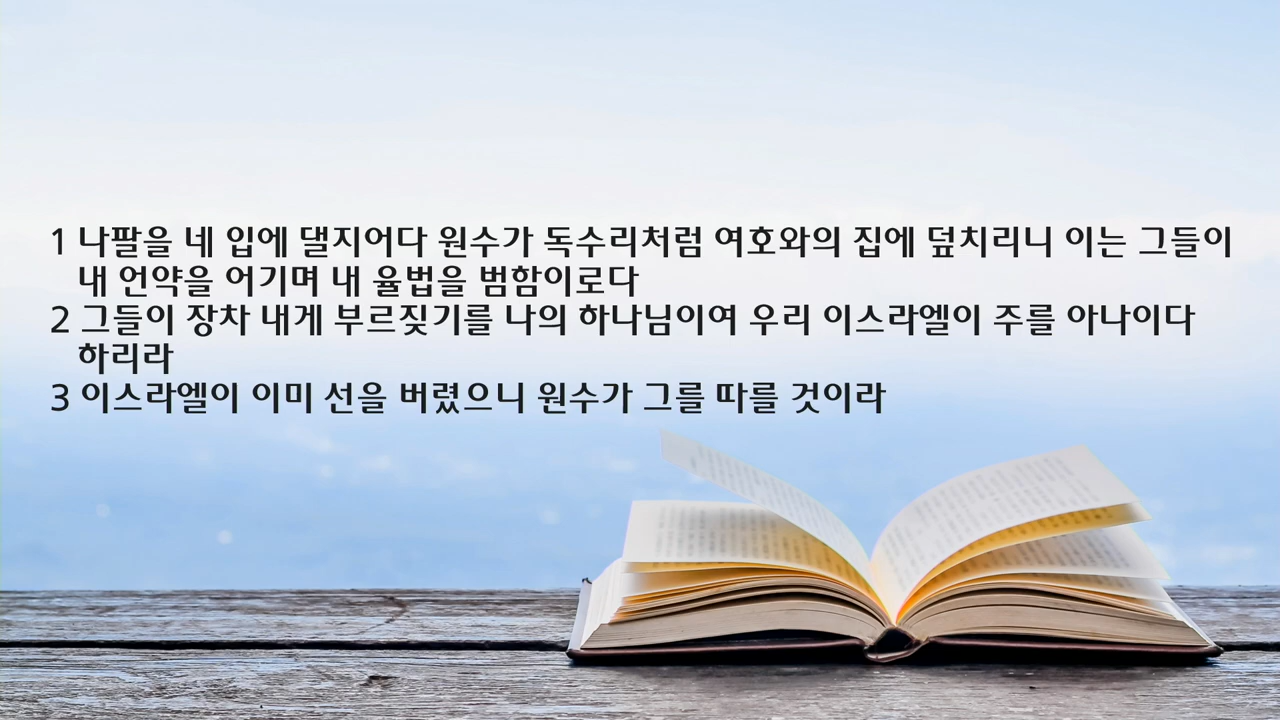 1 나팔을 네 입에 댈지어다 원수가 독수리처럼 여호와의 집에 덮치리니 이는 그들이
내 언약을 어기며 내 율법을 범함이로다
2 그들이 장차 내게 부르짖기를 나의 하나님이여 우리 이스라엘이 주를 아나이다
하리라
3 이스라엘이 이미 선을 버렸으니 원수가 그를 따를 것이라